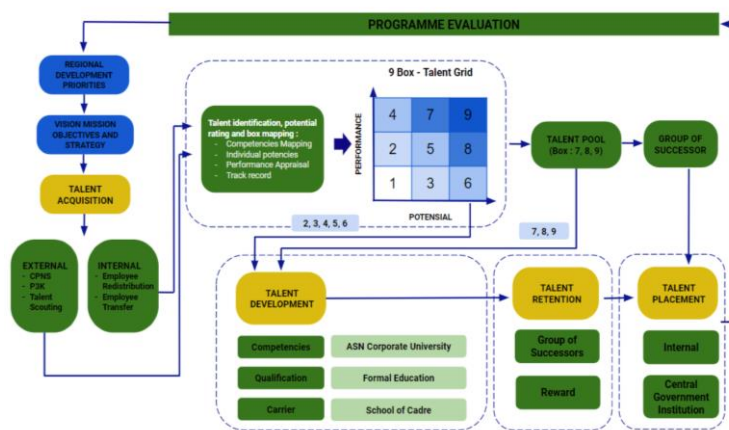 PROGRAMME EVALUATION
REGIONAL
DEVELOPMENT
PRIORITIES
VISION MISSION
OBJECTIVES AND
STRATEGY
TALENT
ACQUISITION
EXTERNAL
- CPNS
- P3K
- Talent
Scouting
INTERNAL
- Employee
Redistribution
- Employee
Transfer
9 Box - Talent Grid
Talent identification, potential
rating and box mapping :
- Competencies Mapping
- Individual potencies
- Performance Appraisal
- Track record
PERFORMANCE
4 7 9
2 5 8
1 3 6
POTENSIAL
TALENT POOL
(Box : 7, 8, 9)
GROUP OF
SUCCESSOR
2, 3, 4, 5, 6
7, 8, 9
TALENT
DEVELOPMENT
Competencies
ASN Corporate University
Qualification
Formal Education
Carrier
School of Cadre
TALENT
RETENTION
Group of
Successors
Reward
TALENT
PLACEMENT
Internal
Central
Government
Institution